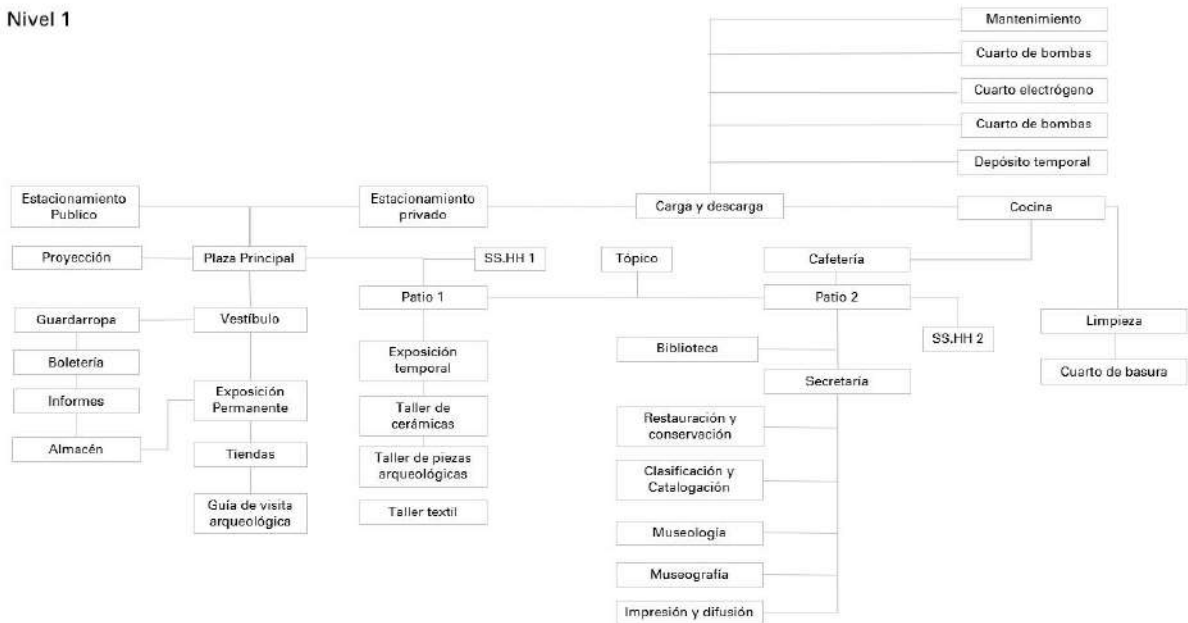 Nivel 1
Mantenimiento
Cuarto de bombas
Cuarto electrógeno
Cuarto de bombas
Depósito temporal
Estacionamiento
Publico
Estacionamiento
privado
Carga y descarga
Cocina
Proyección
Plaza Principal
SS.HH 1
Tópico
Cafetería
Patio 1
Patio 2
Guardarropa
Vestíbulo
SS.HH 2
Limpieza
Boletería
Exposición
temporal
Biblioteca
Cuarto de basura
Informes
Exposición
Permanente
Secretaría
Almacén
Taller de
cerámicas
Restauración y
conservación
Tiendas
Taller de piezas
arqueológicas
Clasificación y
Catalogación
Guía de visita
arqueológica
Taller textil
Museología
Museografía
Impresión y difusión